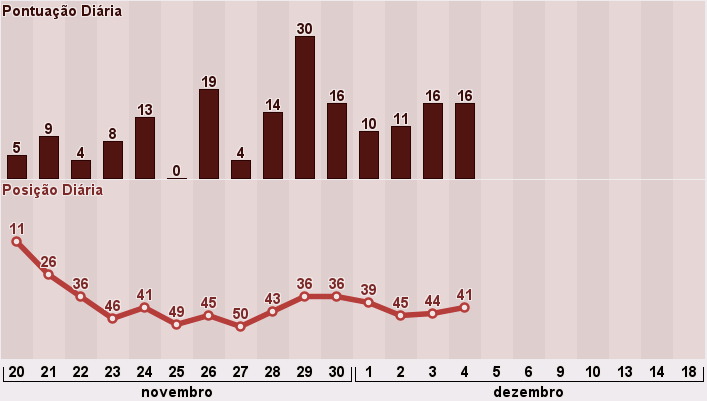 Pontuação Diária
5 9 4 8 13 0 19 4 14 30 16 10 11 16 16
Posição Diária
11 26 36 46 41 49 45 50 43 36 36 39 45 44 41
20 21 22 23 24 25 26 27 28 29 30 1 2 3 4 5 6 9 10 13 14 18
novembro dezembro